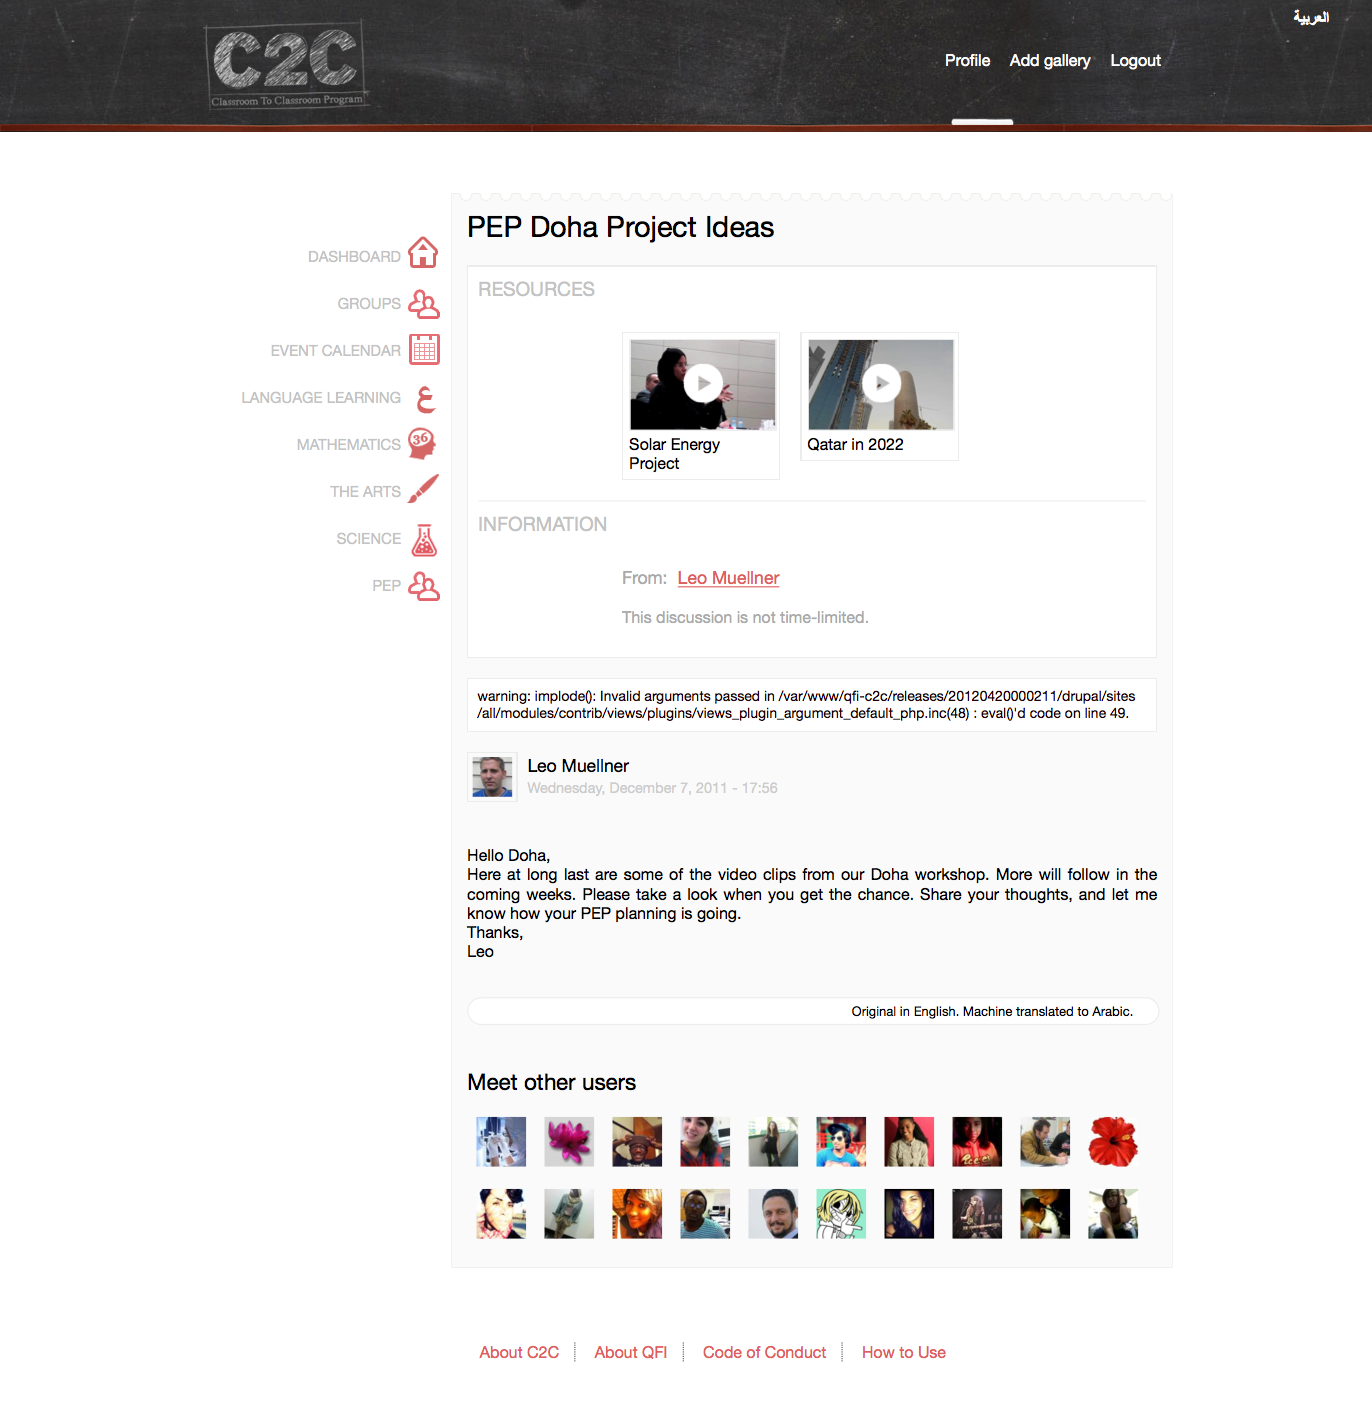 العربية
C2C
Classroom To Classroom Program
Profile Add gallery Logout
DASHBOARD
GROUPS
EVENT CALENDAR
LANGUAGE LEARNING
ع
MATHEMATICS
36
THE ARTS
SCIENCE
PEP
PEP Doha Project Ideas
RESOURCES
Solar Energy
Project
Qatar in 2022
INFORMATION
From: Leo Muellner
This discussion is not time-limited.
warning: implode(): Invalid arguments passed in /var/www/qfi-c2c/releases/20120420000211/drupal/sites
/all/modules/contrib/views/plugins/views_plugin_argument_default_php.inc(48) : eval()'d code on line 49.
Leo Muellner
Wednesday, December 7, 2011 - 17:56
Hello Doha,
Here at long last are some of the video clips from our Doha workshop. More will follow in the
coming weeks. Please take a look when you get the chance. Share your thoughts, and let me
know how your PEP planning is going.
Thanks,
Leo
Original in English. Machine translated to Arabic.
Meet other users
About C2C
About QFI
Code of Conduct
How to Use